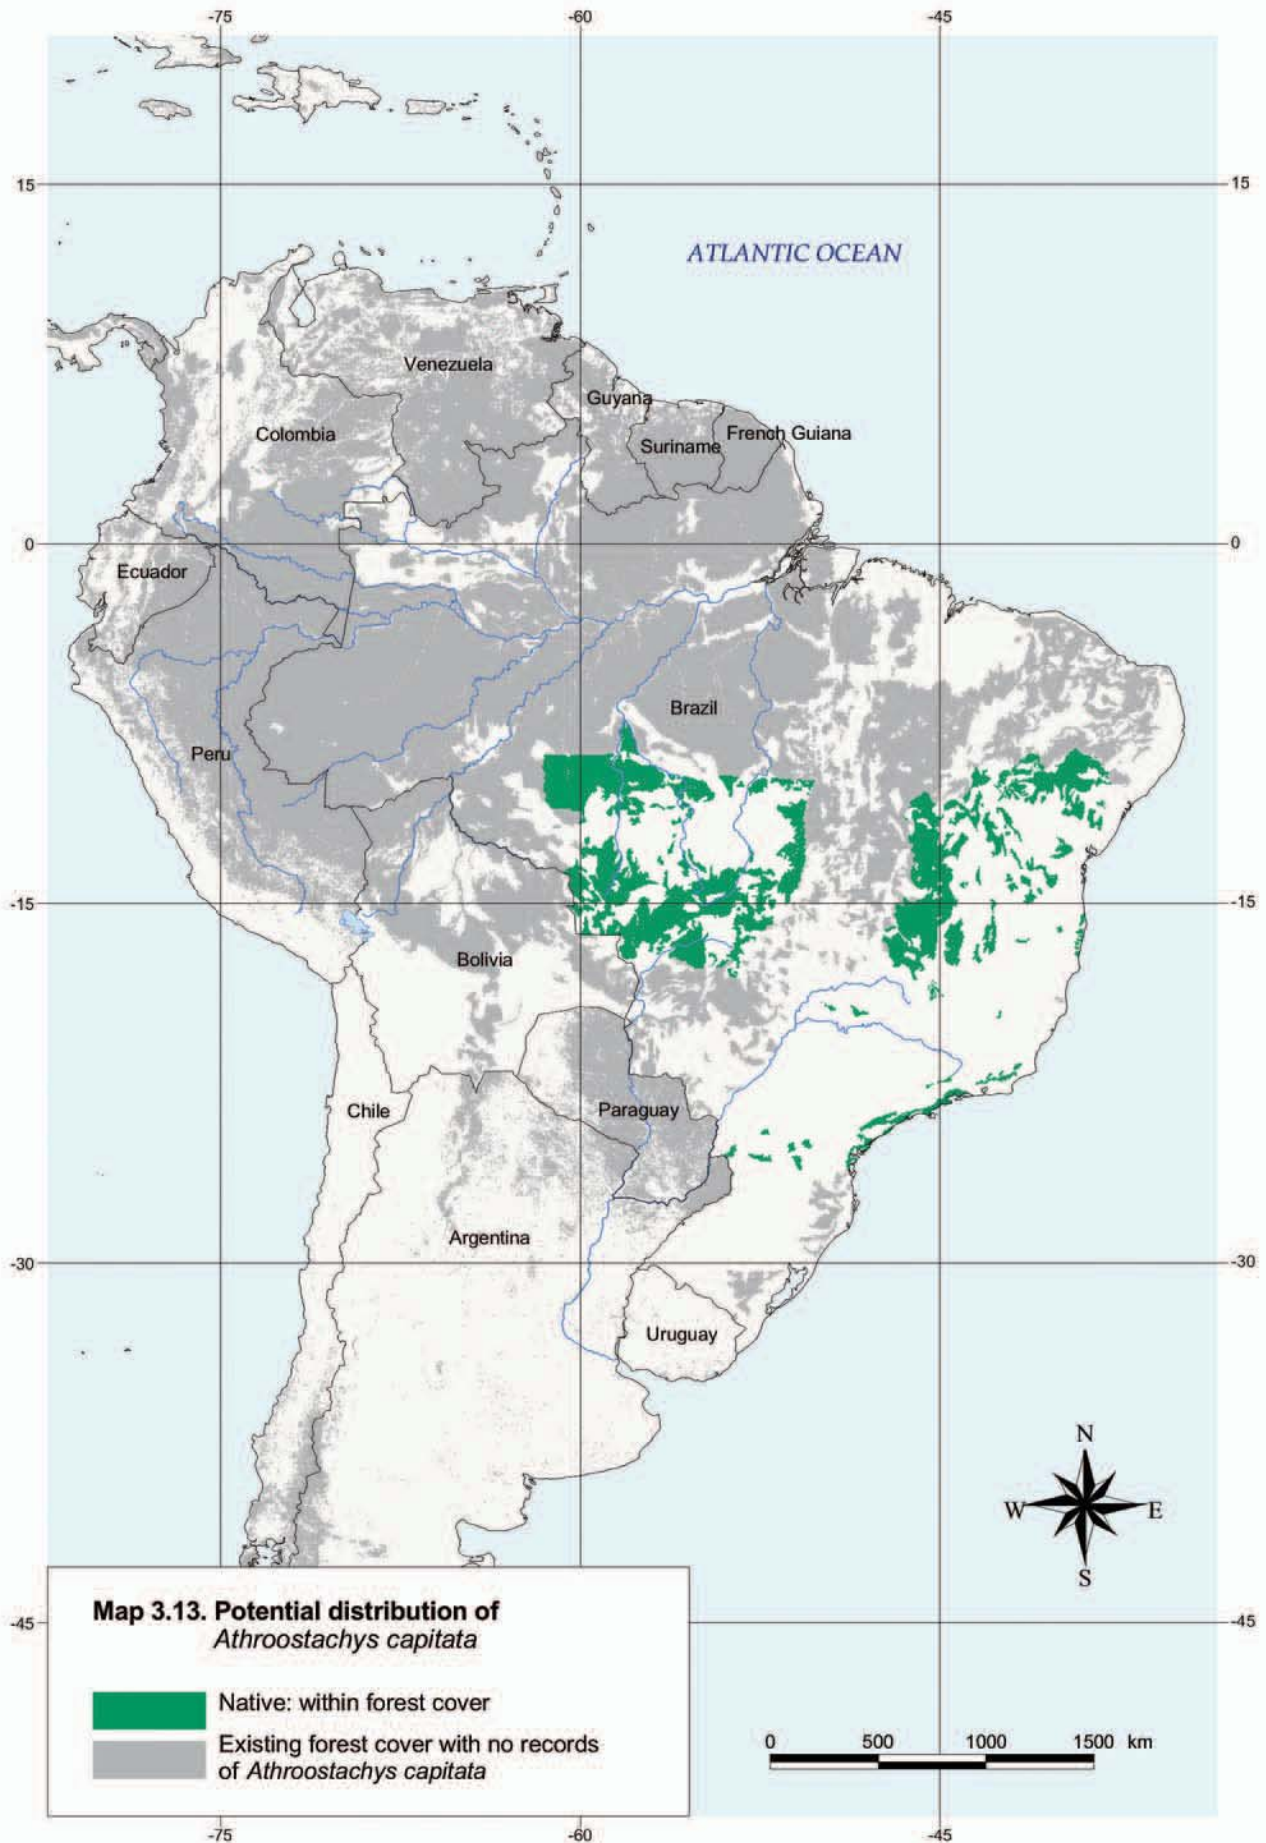 -75 -60 -45
15 15
ATLANTIC OCEAN
Venezuela
Guyana
Colombia
Suriname
French Guiana
0 0
Ecuador
Brazil
Peru
-15 -15
Bolivia
Chile
Paraguay
Argentina
-30 -30
Uruguay
N
W E
S
Map 3.13. Potential distribution of
Athroostachys capitata
-45 -45
Native: within forest cover
Existing forest cover with no records
of Athroostachys capitata
0 500 1000 1500 km
-75 -60 -45